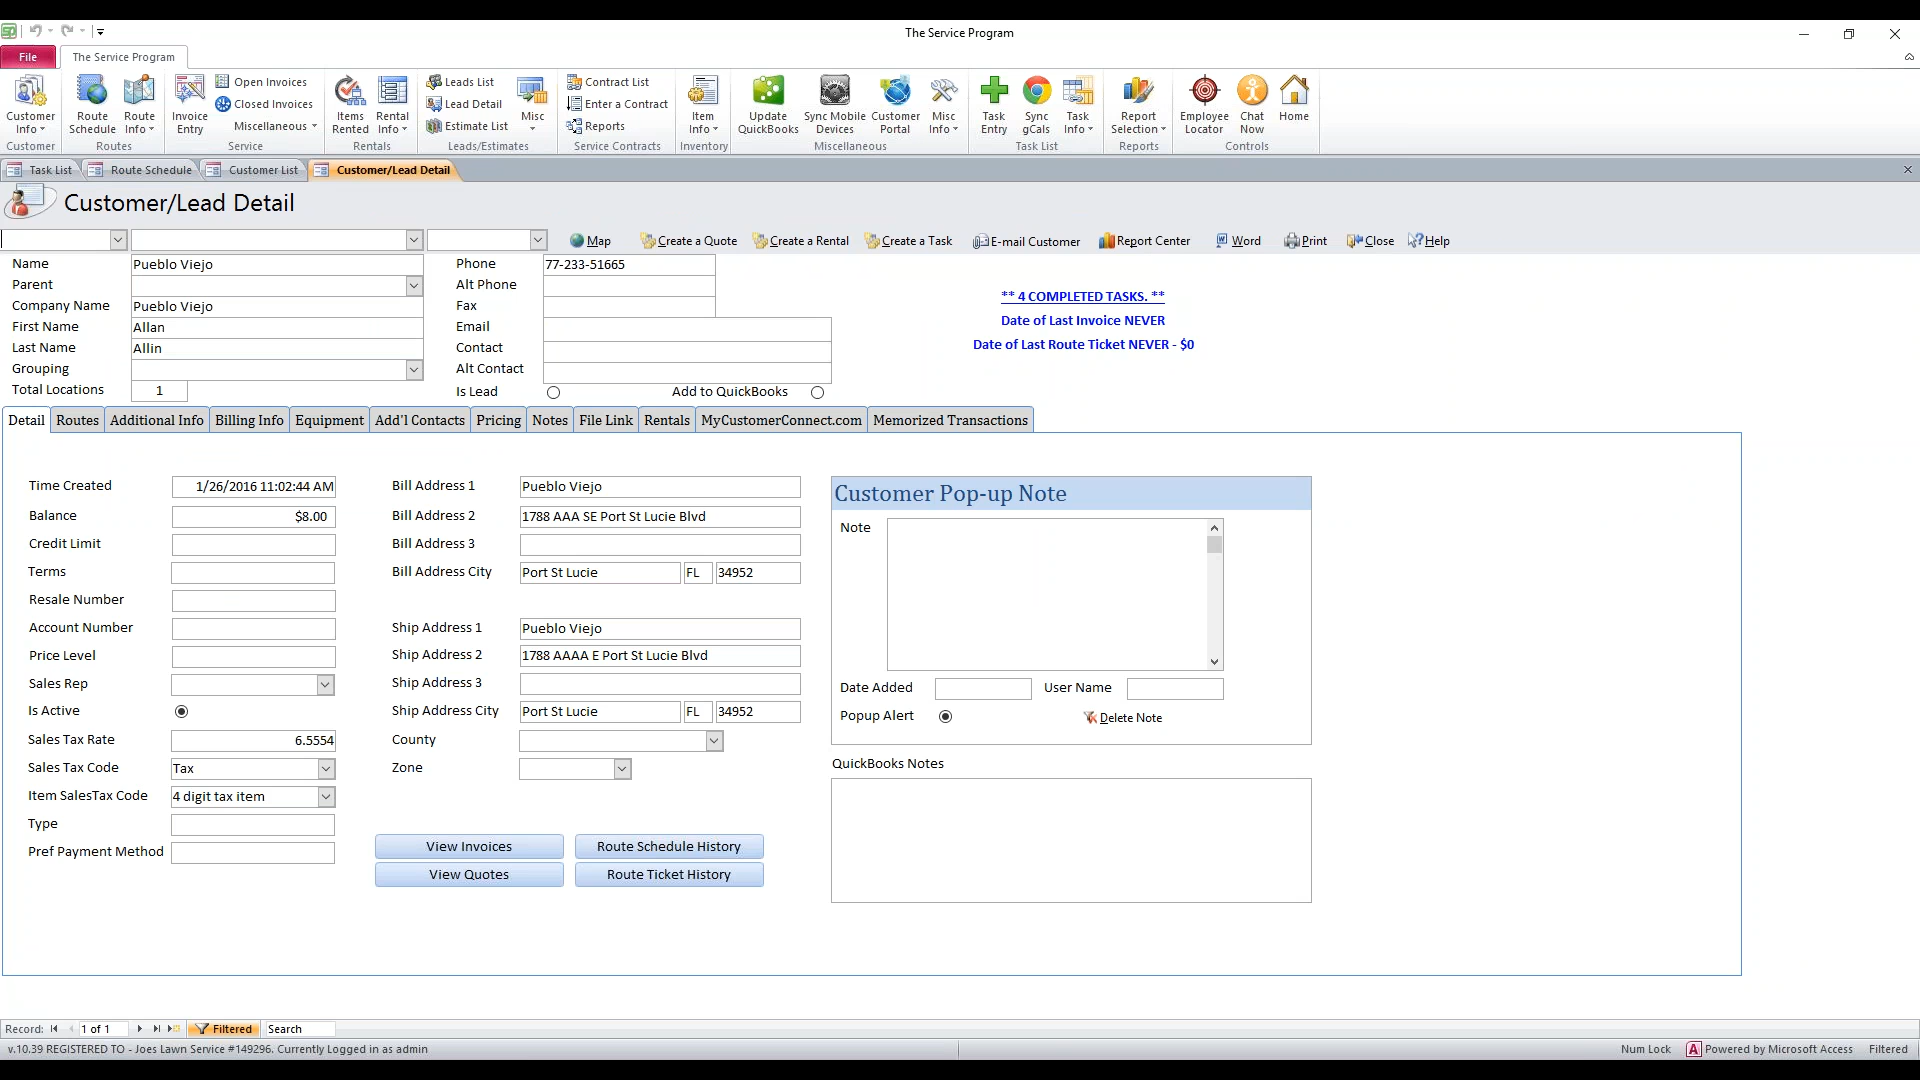 The Service Program
File The Service Program
Customer Info Route Schedule Route Info Invoice Entry Open Invoices Closed Invoices Miscellaneous Items Rented Rental Info Leads List Lead Detail Estimate List Misc Contract List Enter a Contract Reports Item Info Update QuickBooks Sync Mobile Devices Customer Portal Misc Info Task Entry Sync gCals Task Info Report Selection Employee Locator Chat Now Home
Customer Routes Service Rentals Leads/Estimates Service Contracts Inventory Miscellaneous Task List Reports Controls
Task List Route Schedule Customer List Customer/Lead Detail
Customer/Lead Detail
Map Create a Quote Create a Rental Create a Task E-mail Customer Report Center Word Print Close Help
Name Pueblo Viejo Phone 77-233-51665
Parent Alt Phone
** 4 COMPLETED TASKS. **
Company Name Pueblo Viejo Fax
Date of Last Invoice NEVER
First Name Allan Email
Date of Last Route Ticket NEVER - $0
Last Name Allin Contact
Grouping Alt Contact
Total Locations 1 Is Lead Add to QuickBooks
Detail Routes Additional Info Billing Info Equipment Add'l Contacts Pricing Notes File Link Rentals MyCustomerConnect.com Memorized Transactions
Time Created 1/26/2016 11:02:44 AM Bill Address 1 Pueblo Viejo Customer Pop-up Note
Balance $8.00 Bill Address 2 1788 AAA SE Port St Lucie Blvd Note
Credit Limit Bill Address 3
Terms Bill Address City Port St Lucie FL 34952
Resale Number
Account Number Ship Address 1 Pueblo Viejo
Price Level Ship Address 2 1788 AAAA E Port St Lucie Blvd
Sales Rep Ship Address 3 Date Added User Name
Is Active Ship Address City Port St Lucie FL 34952 Popup Alert Delete Note
Sales Tax Rate 6.5554 County
Sales Tax Code Tax Zone QuickBooks Notes
Item SalesTax Code 4 digit tax item
Type
Pref Payment Method View Invoices Route Schedule History
View Quotes Route Ticket History
Record: 1 of 1 Filtered Search
v.10.39 REGISTERED TO - Joes Lawn Service #149296. Currently Logged in as admin Num Lock A Powered by Microsoft Access Filtered